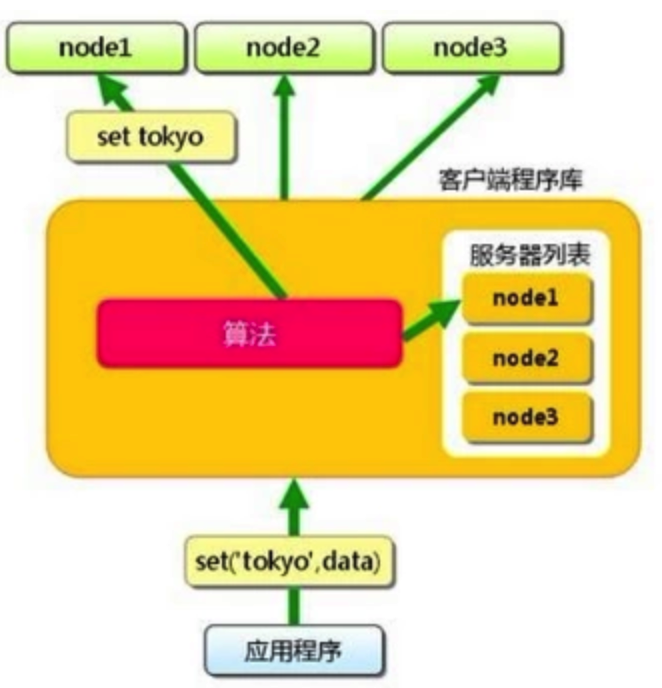 node1
node2
node3
set tokyo
客户端程序库
服务器列表
node1
算法
node2
node3
set('tokyo',data)
应用程序